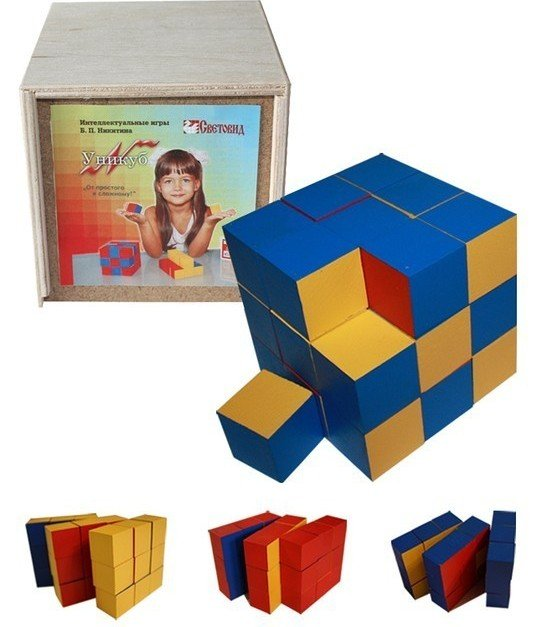 Интеллектуальные игры
Б. П. Никитина
Световид
Уникуб
„От простого
к сложному!"